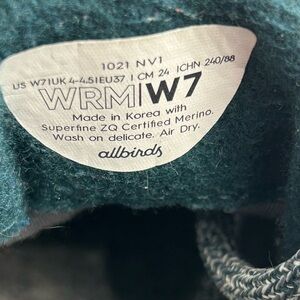 1021 NV1
US W7|UK 4-4.5|EU37 | CM 24 |CHN 240/88
WRM|W7
Made in Korea with
Superfine ZQ Certified Merino.
Wash on delicate. Air Dry.
allbirds